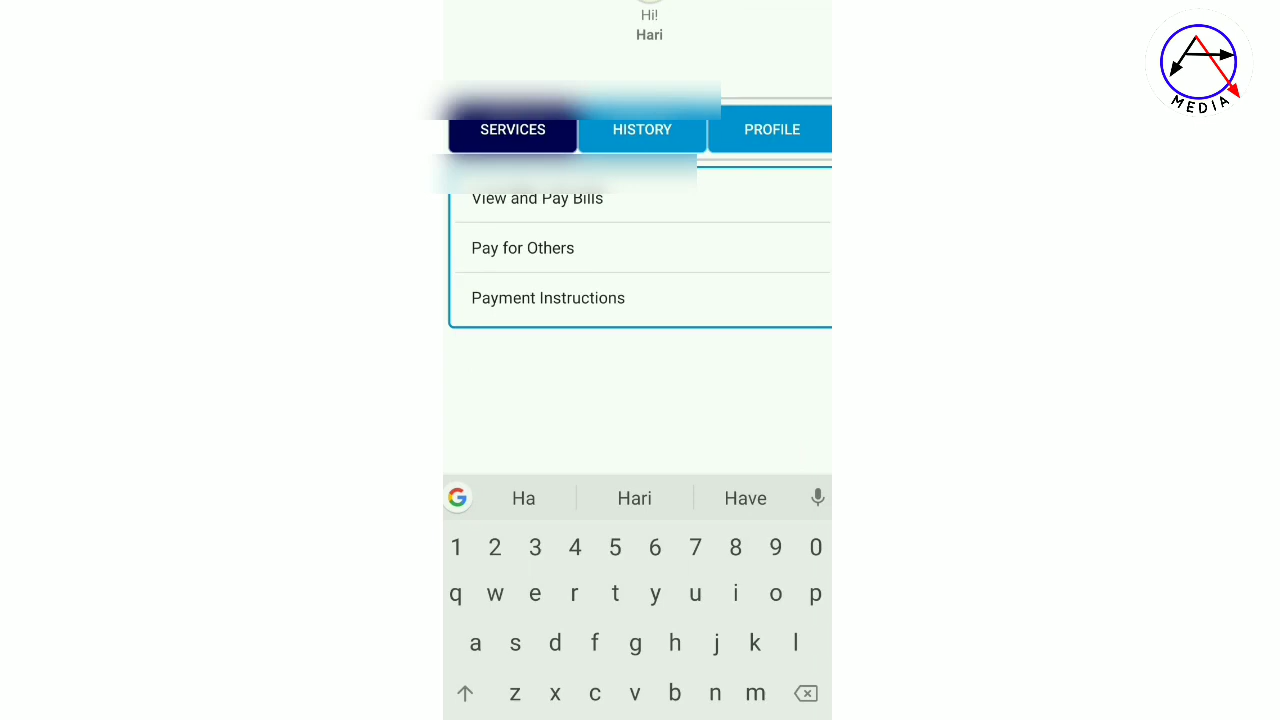 Hi!
Hari
MEDIA
SERVICES HISTORY PROFILE
View and Pay Bills
Pay for Others
Payment Instructions
Ha Hari Have
1 2 3 4 5 6 7 8 9 0
q w e r t y u i o p
a s d f g h j k l
z x c v b n m